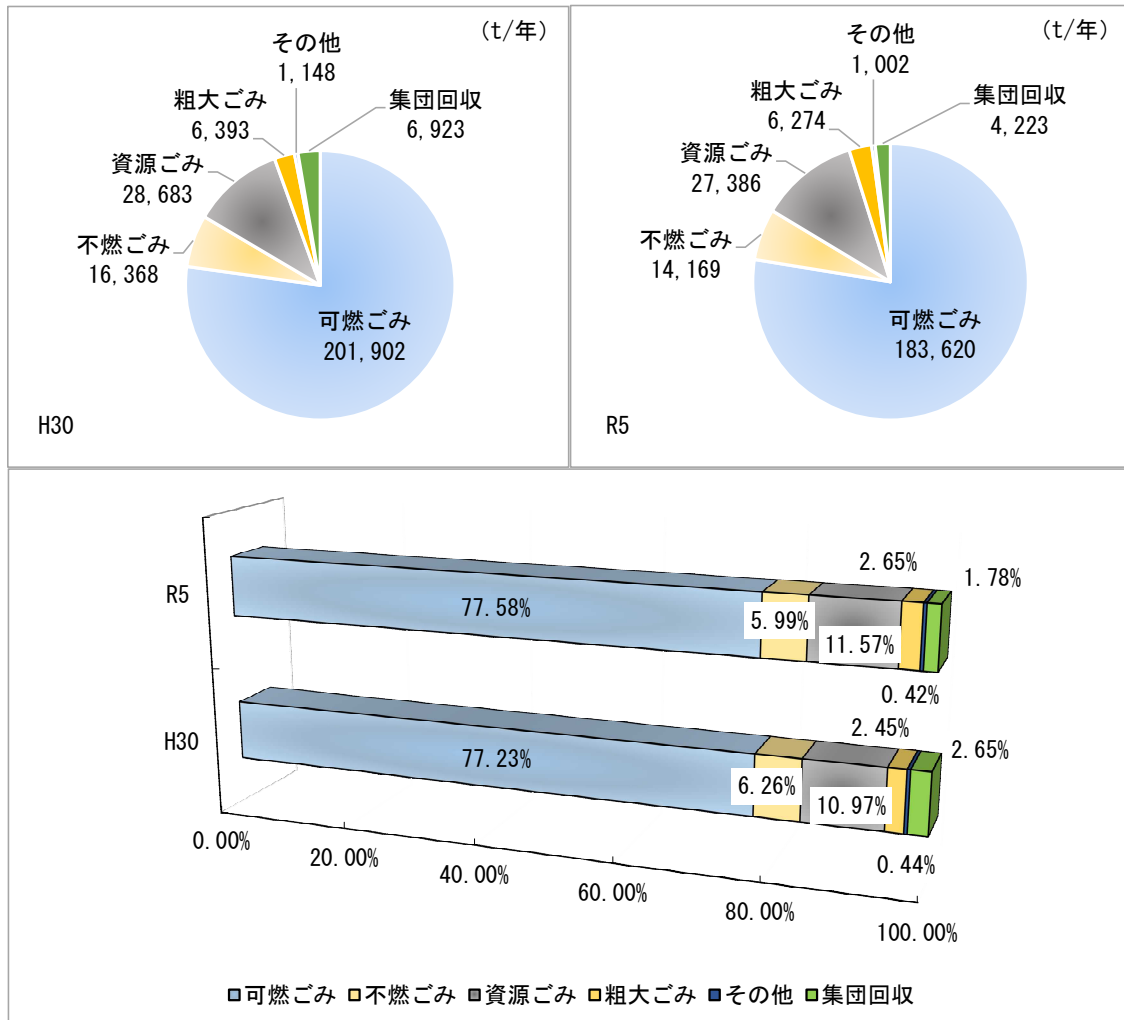 (t/年)
その他
1,148
粗大ごみ
6,393
集団回収
6,923
資源ごみ
28,683
不燃ごみ
16,368
可燃ごみ
201,902
H30
(t/年)
その他
1,002
粗大ごみ
6,274
集団回収
4,223
資源ごみ
27,386
不燃ごみ
14,169
可燃ごみ
183,620
R5
R5
77.58%
5.99%
11.57%
2.65%
0.42%
1.78%
H30
77.23%
6.26%
10.97%
2.45%
0.44%
2.65%
0.00%
20.00%
40.00%
60.00%
80.00%
100.00%
可燃ごみ 不燃ごみ 資源ごみ 粗大ごみ その他 集団回収